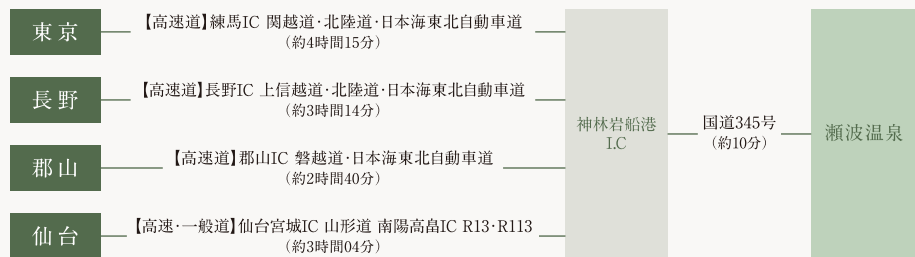 東京
【高速道】練馬IC 関越道･北陸道･日本海東北自動車道
（約4時間15分）
長野
【高速道】長野IC 上信越道･北陸道･日本海東北自動車道
（約3時間14分）
郡山
【高速道】郡山IC 磐越道･日本海東北自動車道
（約2時間40分）
仙台
【高速･一般道】仙台宮城IC 山形道 南陽高畠IC R13･R113
（約3時間04分）
神林岩船港
I.C
国道345号
（約10分）
瀬波温泉